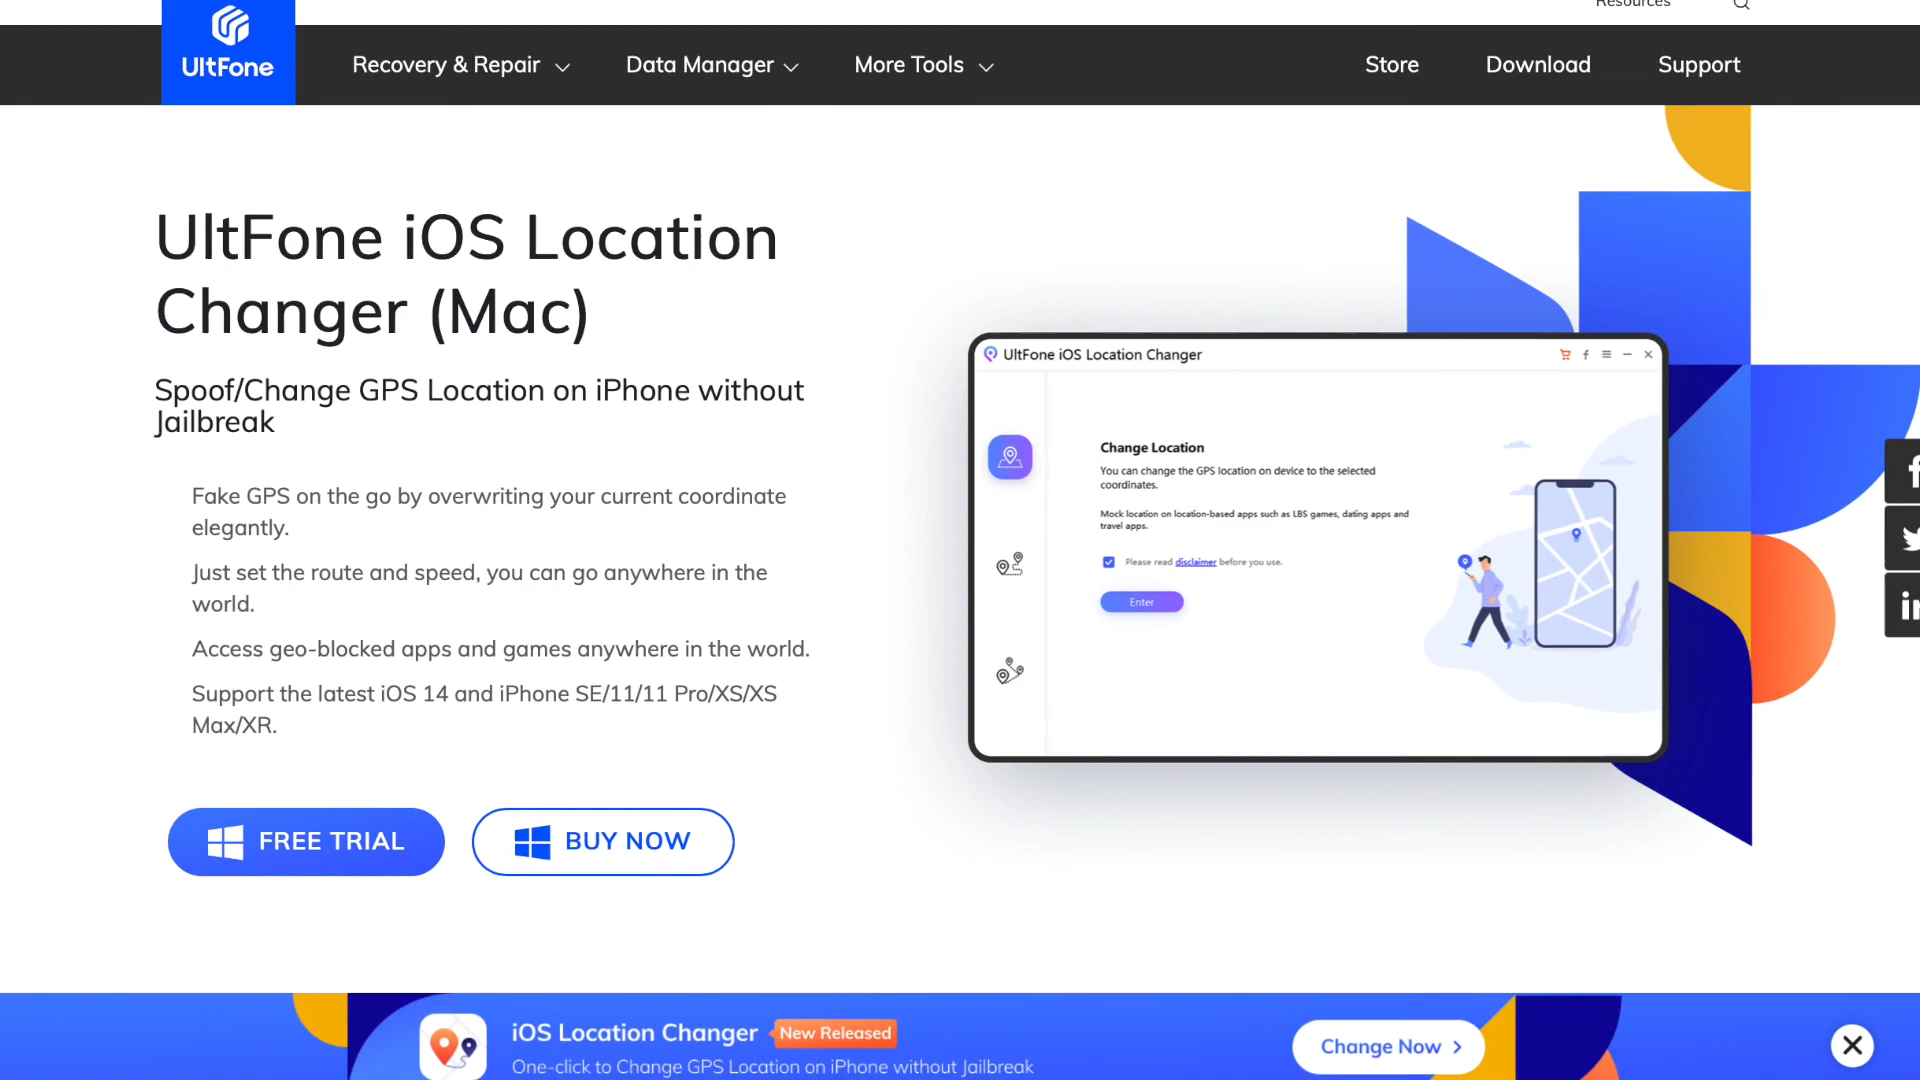 Resources
UltFone
Recovery & Repair
Data Manager
More Tools
Store
Download
Support
UltFone iOS Location
Changer (Mac)
Spoof/Change GPS Location on iPhone without
Jailbreak
Fake GPS on the go by overwriting your current coordinate
elegantly.
Just set the route and speed, you can go anywhere in the
world.
Access geo-blocked apps and games anywhere in the world.
Support the latest iOS 14 and iPhone SE/11/11 Pro/XS/XS
Max/XR.
FREE TRIAL
BUY NOW
UltFone iOS Location Changer
Change Location
You can change the GPS location on device to the selected
coordinates.
Mock location on location-based apps such as LBS games, dating apps and
travel apps.
Please read disclaimer before you use.
Enter
iOS Location Changer
New Released
One-click to Change GPS Location on iPhone without Jailbreak
Change Now